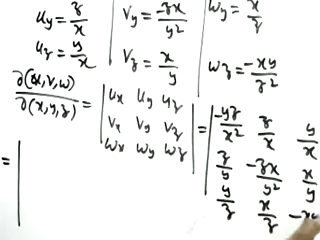 u_y = z/x | v_y = -zx/y² | w_y = x/z
u_z = y/x | v_z = x/y | w_z = -xy/z²
∂(u,v,w)/∂(x,y,z) = | u_x u_y u_z | = | -yz/x² z/x y/x
| v_x v_y v_z | z/y -zx/y² x/y
| w_x w_y w_z | y/z x/z -x
= |